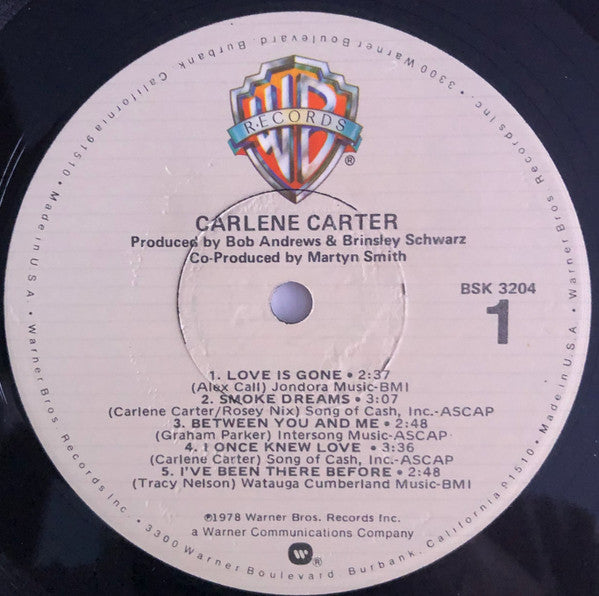 WB
RECORDS
®
CARLENE CARTER
Produced by Bob Andrews & Brinsley Schwarz
Co-Produced by Martyn Smith
BSK 3204
1
1. LOVE IS GONE • 2:37
(Alex Call) Jondora Music-BMI
2. SMOKE DREAMS • 3:07
(Carlene Carter/Rosey Nix) Song of Cash, Inc.-ASCAP
3. BETWEEN YOU AND ME • 2:48
(Graham Parker) Intersong Music-ASCAP
4. I ONCE KNEW LOVE • 3:36
(Carlene Carter) Song of Cash, Inc.-ASCAP
5. I'VE BEEN THERE BEFORE • 2:48
(Tracy Nelson) Watauga Cumberland Music-BMI
℗1978 Warner Bros. Records Inc.
a Warner Communications Company
W ®
Made in U.S.A. • Warner Bros. Records Inc. • 3300 Warner Boulevard, Burbank, California 91510 • Made in U.S.A. • Warner Bros. Records Inc. • 3300 Warner Boulevard, Burbank, California 91510 •